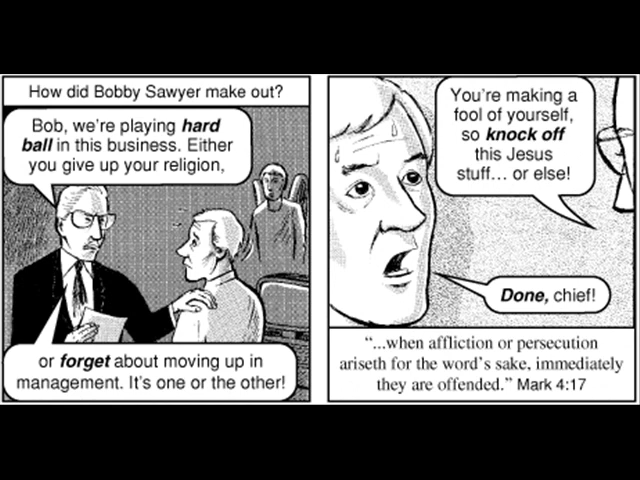 How did Bobby Sawyer make out?
Bob, we're playing hard
ball in this business. Either
you give up your religion,
or forget about moving up in
management. It's one or the other!
You're making a
fool of yourself,
so knock off
this Jesus
stuff... or else!
Done, chief!
“...when affliction or persecution
ariseth for the word's sake, immediately
they are offended.” Mark 4:17